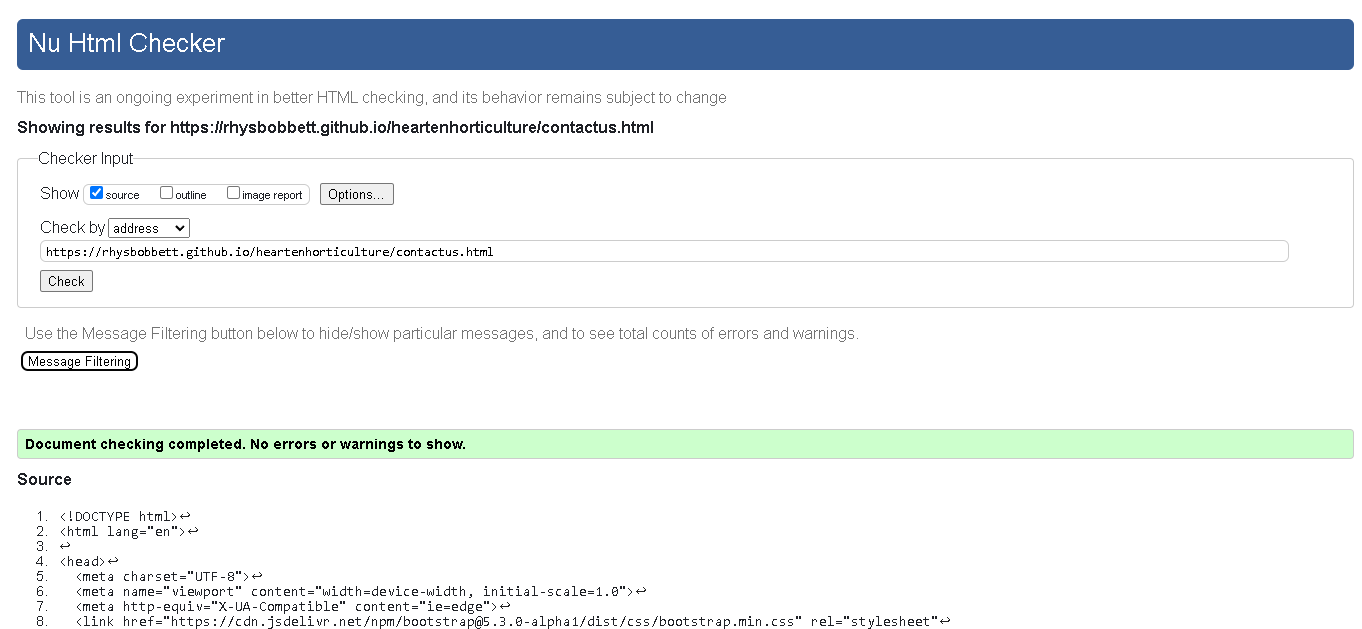 Nu Html Checker
This tool is an ongoing experiment in better HTML checking, and its behavior remains subject to change
Showing results for https://rhysbobbett.github.io/heartenhorticulture/contactus.html
Checker Input
Show source outline image report Options...
Check by address
https://rhysbobbett.github.io/heartenhorticulture/contactus.html
Check
Use the Message Filtering button below to hide/show particular messages, and to see total counts of errors and warnings.
Message Filtering
Document checking completed. No errors or warnings to show.
Source
1. <!DOCTYPE html>↩
2. <html lang="en">↩
3. ↩
4. <head>↩
5. <meta charset="UTF-8">↩
6. <meta name="viewport" content="width=device-width, initial-scale=1.0">↩
7. <meta http-equiv="X-UA-Compatible" content="ie=edge">↩
8. <link href="https://cdn.jsdelivr.net/npm/bootstrap@5.3.0-alpha1/dist/css/bootstrap.min.css" rel="stylesheet"↩